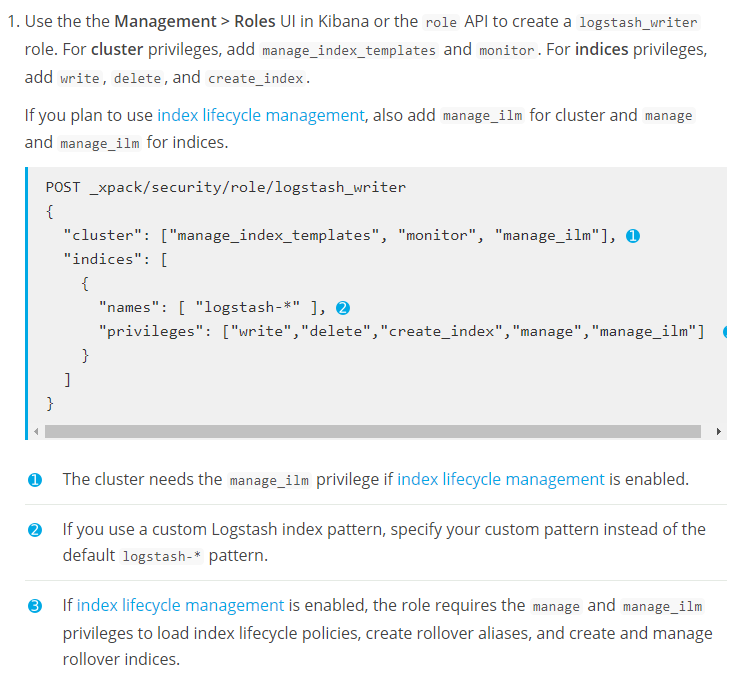 1. Use the the Management > Roles UI in Kibana or the role API to create a logstash_writer
role. For cluster privileges, add manage_index_templates and monitor. For indices privileges,
add write, delete, and create_index.
If you plan to use index lifecycle management, also add manage_ilm for cluster and manage
and manage_ilm for indices.
POST _xpack/security/role/logstash_writer
{
"cluster": ["manage_index_templates", "monitor", "manage_ilm"], 1
"indices": [
{
"names": [ "logstash-*" ], 2
"privileges": ["write","delete","create_index","manage","manage_ilm"]
}
]
}
1 The cluster needs the manage_ilm privilege if index lifecycle management is enabled.
2 If you use a custom Logstash index pattern, specify your custom pattern instead of the
default logstash-* pattern.
3 If index lifecycle management is enabled, the role requires the manage and manage_ilm
privileges to load index lifecycle policies, create rollover aliases, and create and manage
rollover indices.